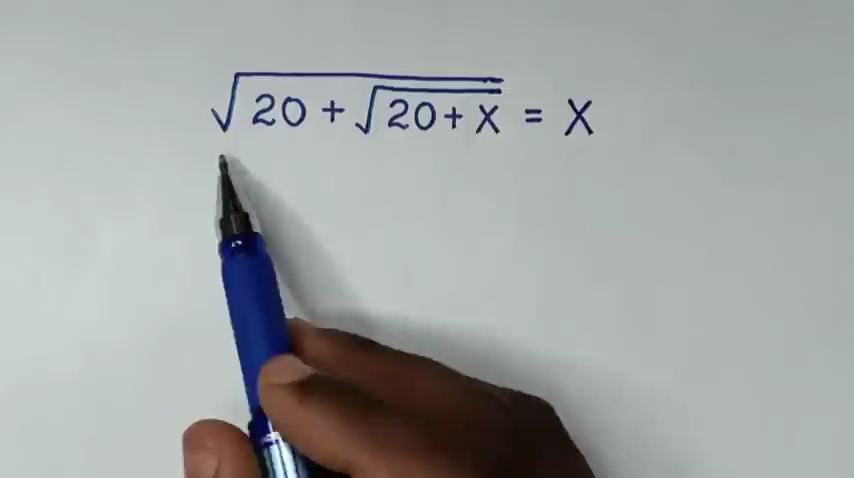 √(20 + √(20 + x)) = x